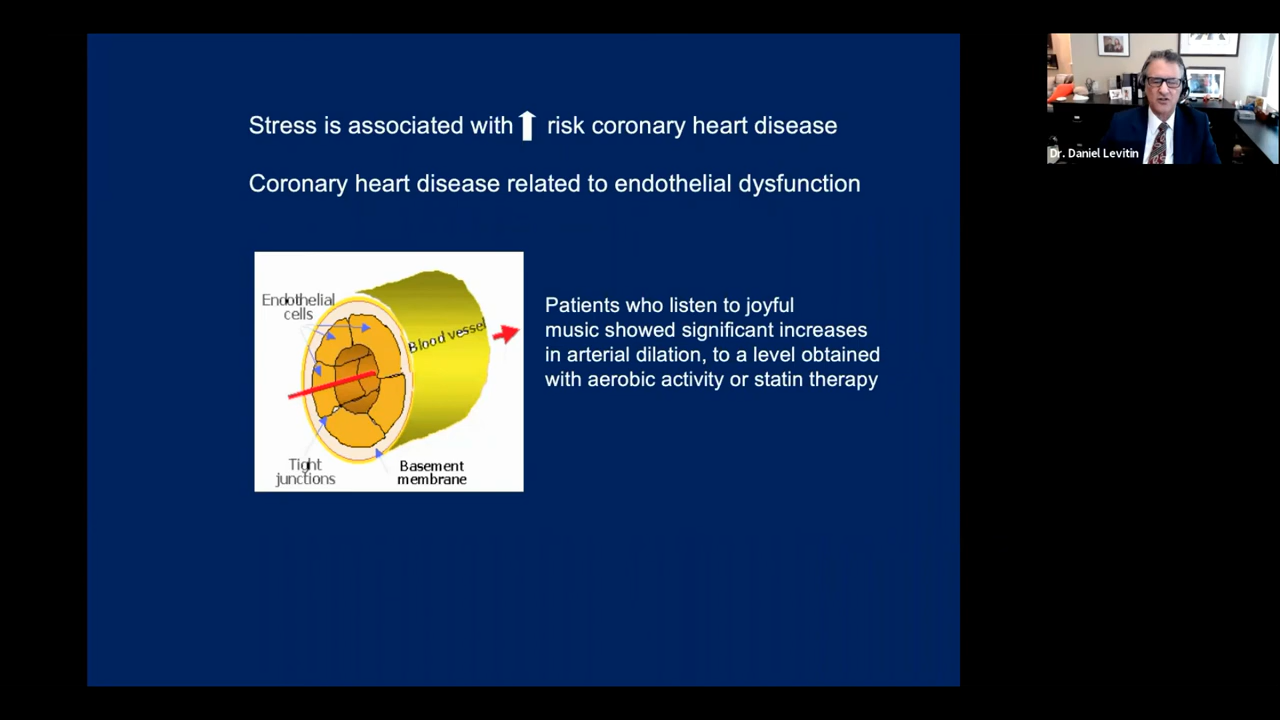 Stress is associated with ⬆ risk coronary heart disease
Coronary heart disease related to endothelial dysfunction
Endothelial
cells
Blood vessel
Tight
junctions
Basement
membrane
Patients who listen to joyful
music showed significant increases
in arterial dilation, to a level obtained
with aerobic activity or statin therapy
Dr. Daniel Levitin